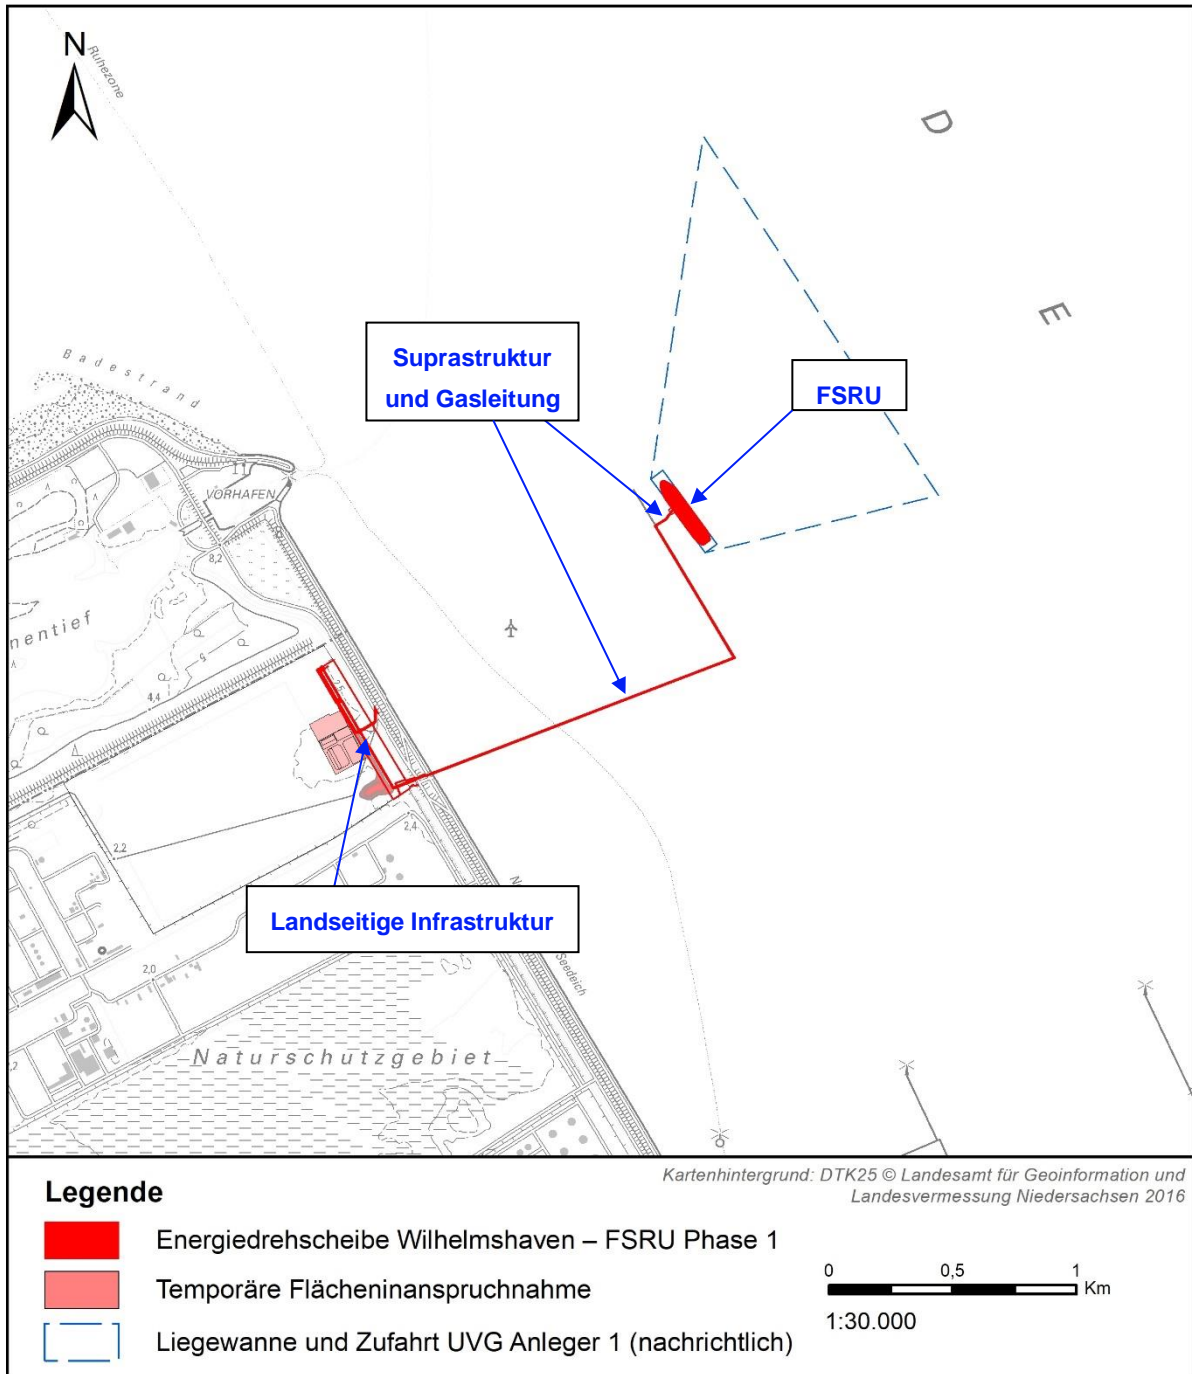 N
Ruhezone
D
E
Suprastruktur
und Gasleitung
FSRU
Badestrand
VORHAFEN
8,2
nentief
4,4
2,5
2,2
2,4
Landseitige Infrastruktur
2,0
Seedeich
Naturschutzgebiet
Kartenhintergrund: DTK25 © Landesamt für Geoinformation und
Landesvermessung Niedersachsen 2016
Legende
Energiedrehscheibe Wilhelmshaven – FSRU Phase 1
Temporäre Flächeninanspruchnahme
Liegewanne und Zufahrt UVG Anleger 1 (nachrichtlich)
0 0,5 1
Km
1:30.000